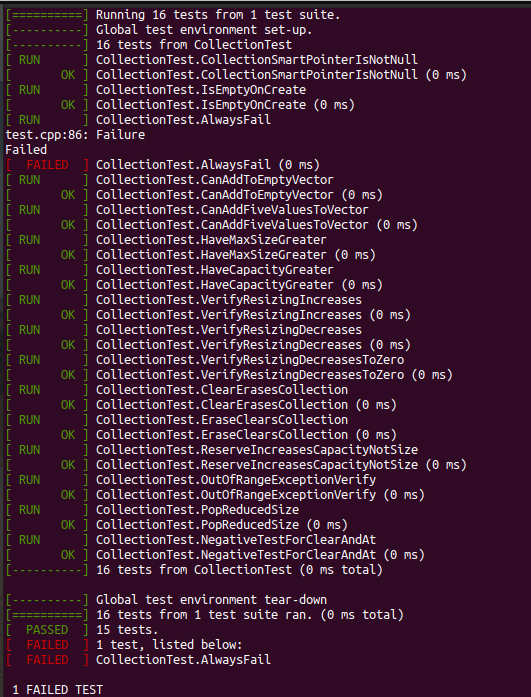 [==========] Running 16 tests from 1 test suite.
[----------] Global test environment set-up.
[----------] 16 tests from CollectionTest
[ RUN      ] CollectionTest.CollectionSmartPointerIsNotNull
[       OK ] CollectionTest.CollectionSmartPointerIsNotNull (0 ms)
[ RUN      ] CollectionTest.IsEmptyOnCreate
[       OK ] CollectionTest.IsEmptyOnCreate (0 ms)
[ RUN      ] CollectionTest.AlwaysFail
test.cpp:86: Failure
Failed
[  FAILED  ] CollectionTest.AlwaysFail (0 ms)
[ RUN      ] CollectionTest.CanAddToEmptyVector
[       OK ] CollectionTest.CanAddToEmptyVector (0 ms)
[ RUN      ] CollectionTest.CanAddFiveValuesToVector
[       OK ] CollectionTest.CanAddFiveValuesToVector (0 ms)
[ RUN      ] CollectionTest.HaveMaxSizeGreater
[       OK ] CollectionTest.HaveMaxSizeGreater (0 ms)
[ RUN      ] CollectionTest.HaveCapacityGreater
[       OK ] CollectionTest.HaveCapacityGreater (0 ms)
[ RUN      ] CollectionTest.VerifyResizingIncreases
[       OK ] CollectionTest.VerifyResizingIncreases (0 ms)
[ RUN      ] CollectionTest.VerifyResizingDecreases
[       OK ] CollectionTest.VerifyResizingDecreases (0 ms)
[ RUN      ] CollectionTest.VerifyResizingDecreasesToZero
[       OK ] CollectionTest.VerifyResizingDecreasesToZero (0 ms)
[ RUN      ] CollectionTest.ClearErasesCollection
[       OK ] CollectionTest.ClearErasesCollection (0 ms)
[ RUN      ] CollectionTest.EraseClearsCollection
[       OK ] CollectionTest.EraseClearsCollection (0 ms)
[ RUN      ] CollectionTest.ReserveIncreasesCapacityNotSize
[       OK ] CollectionTest.ReserveIncreasesCapacityNotSize (0 ms)
[ RUN      ] CollectionTest.OutOfRangeExceptionVerify
[       OK ] CollectionTest.OutOfRangeExceptionVerify (0 ms)
[ RUN      ] CollectionTest.PopReducedSize
[       OK ] CollectionTest.PopReducedSize (0 ms)
[ RUN      ] CollectionTest.NegativeTestForClearAndAt
[       OK ] CollectionTest.NegativeTestForClearAndAt (0 ms)
[----------] 16 tests from CollectionTest (0 ms total)
[----------] Global test environment tear-down
[==========] 16 tests from 1 test suite ran. (0 ms total)
[  PASSED  ] 15 tests.
[  FAILED  ] 1 test, listed below:
[  FAILED  ] CollectionTest.AlwaysFail
1 FAILED TEST